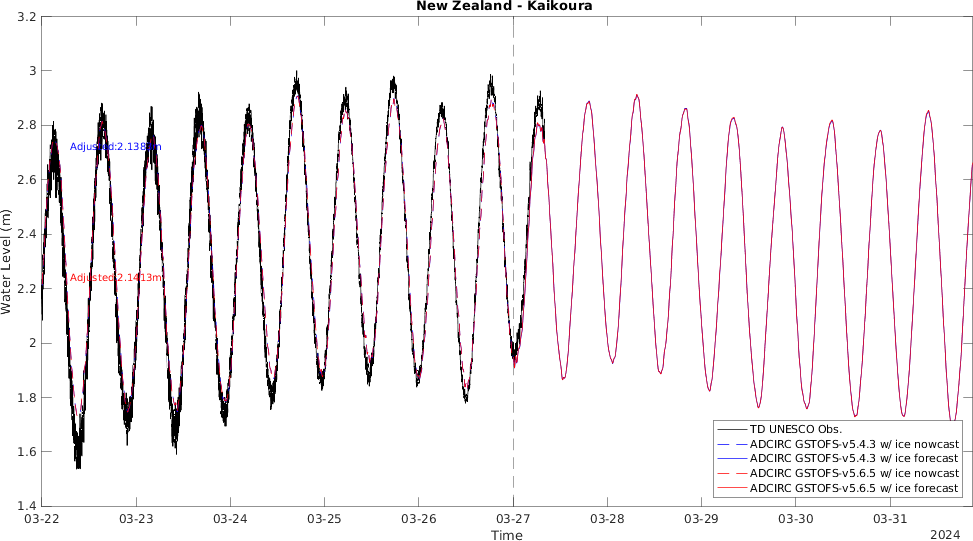 New Zealand - Kaikoura
3.2
3
2.8
2.6
2.4
2.2
2
1.8
1.6
1.4
Water Level (m)
Adjusted:2.138
Adjusted:2.1413m
03-22
03-23
03-24
03-25
03-26
03-27
03-28
03-29
03-30
03-31
Time
2024
TD UNESCO Obs.
ADCIRC GSTOFS-v5.4.3 w/ ice nowcast
ADCIRC GSTOFS-v5.4.3 w/ ice forecast
ADCIRC GSTOFS-v5.6.5 w/ ice nowcast
ADCIRC GSTOFS-v5.6.5 w/ ice forecast